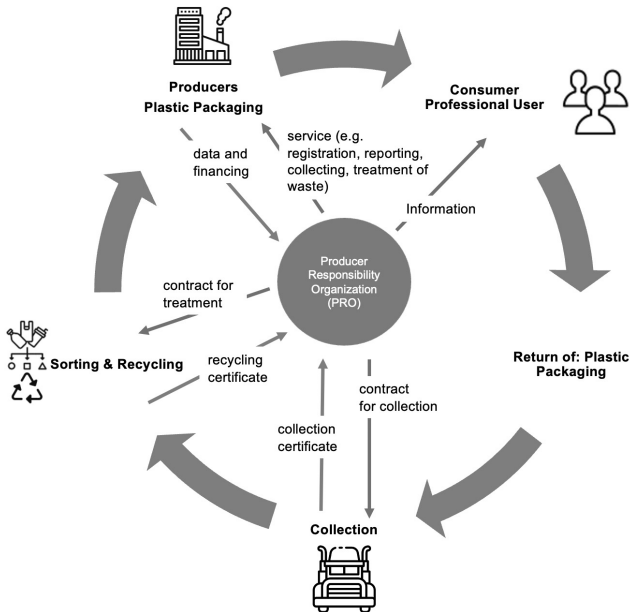 Producers
Plastic Packaging
Consumer
Professional User
service (e.g.
registration, reporting,
collecting, treatment of
waste)
data and
financing
Information
Producer
Responsibility
Organization
(PRO)
contract for
treatment
Sorting & Recycling
recycling
certificate
Return of: Plastic
Packaging
contract
for collection
collection
certificate
Collection